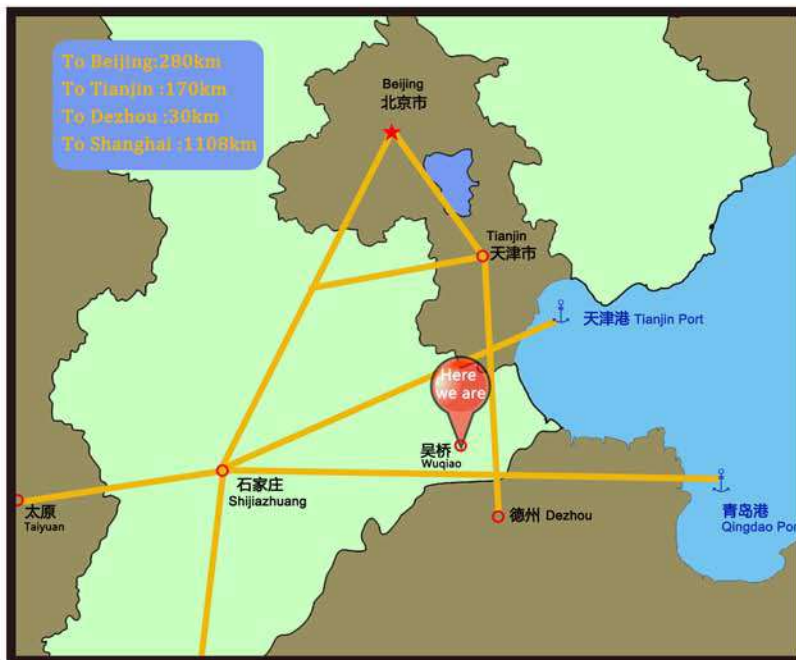 To Beijing:280km
To Tianjin :170km
To Dezhou :30km
To Shanghai :1108km
Beijing
北京市
Tianjin
天津市
天津港 Tianjin Port
Here
we are
吴桥
Wuqiao
石家庄
Shijiazhuang
太原
Taiyuan
德州 Dezhou
青岛港
Qingdao Por